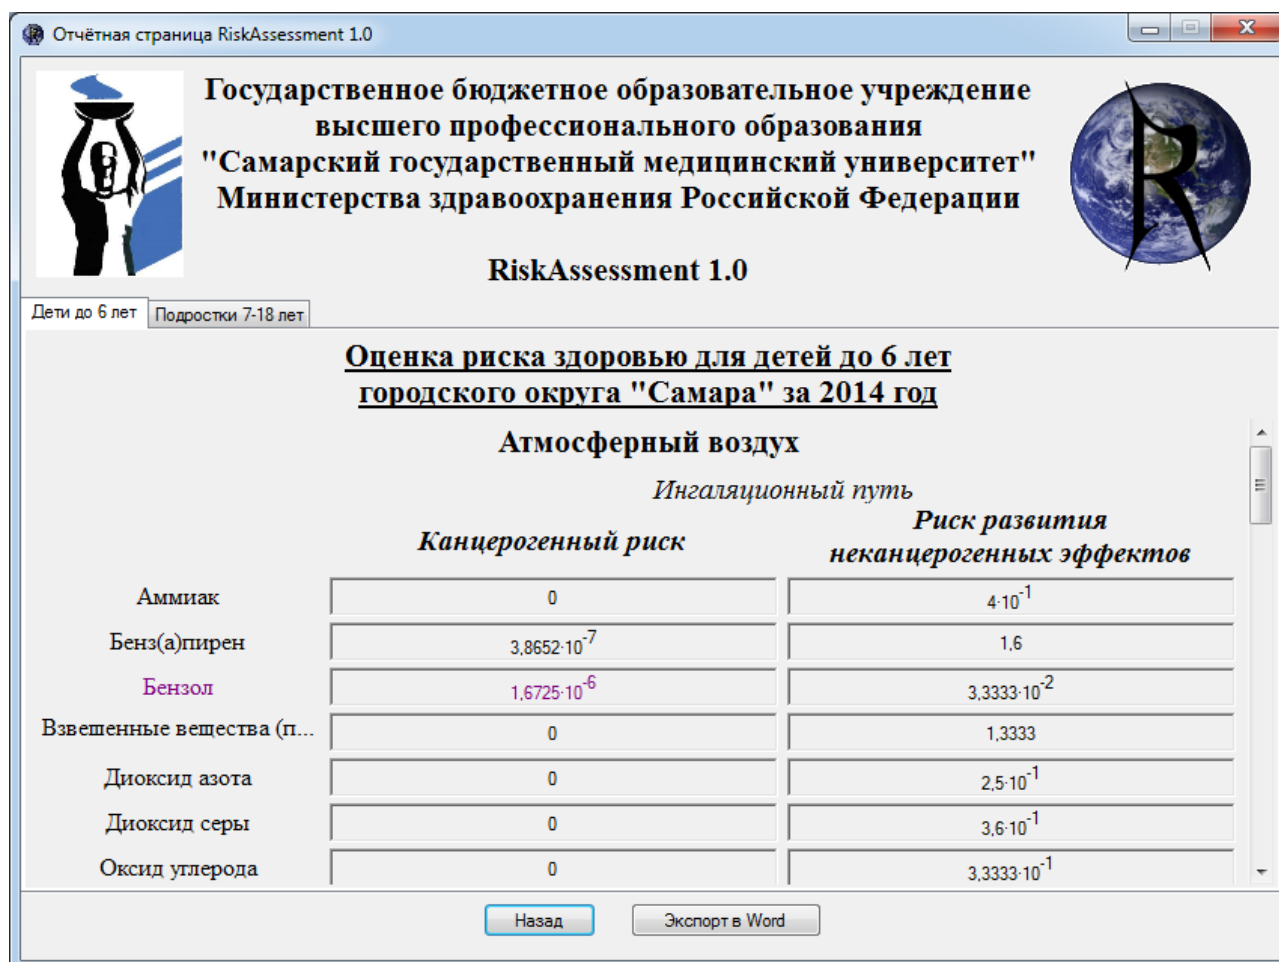 Отчётная страница RiskAssessment 1.0
Государственное бюджетное образовательное учреждение
высшего профессионального образования
"Самарский государственный медицинский университет"
Министерства здравоохранения Российской Федерации
RiskAssessment 1.0
R
Дети до 6 лет Подростки 7-18 лет
Оценка риска здоровью для детей до 6 лет
городского округа "Самара" за 2014 год
Атмосферный воздух
Ингаляционный путь
Канцерогенный риск
Риск развития
неканцерогенных эффектов
Аммиак 0 4·10⁻¹
Бенз(а)пирен 3,8652·10⁻⁷ 1,6
Бензол 1,6725·10⁻⁶ 3,3333·10⁻²
Взвешенные вещества (п... 0 1,3333
Диоксид азота 0 2,5·10⁻¹
Диоксид серы 0 3,6·10⁻¹
Оксид углерода 0 3,3333·10⁻¹
Назад Экспорт в Word